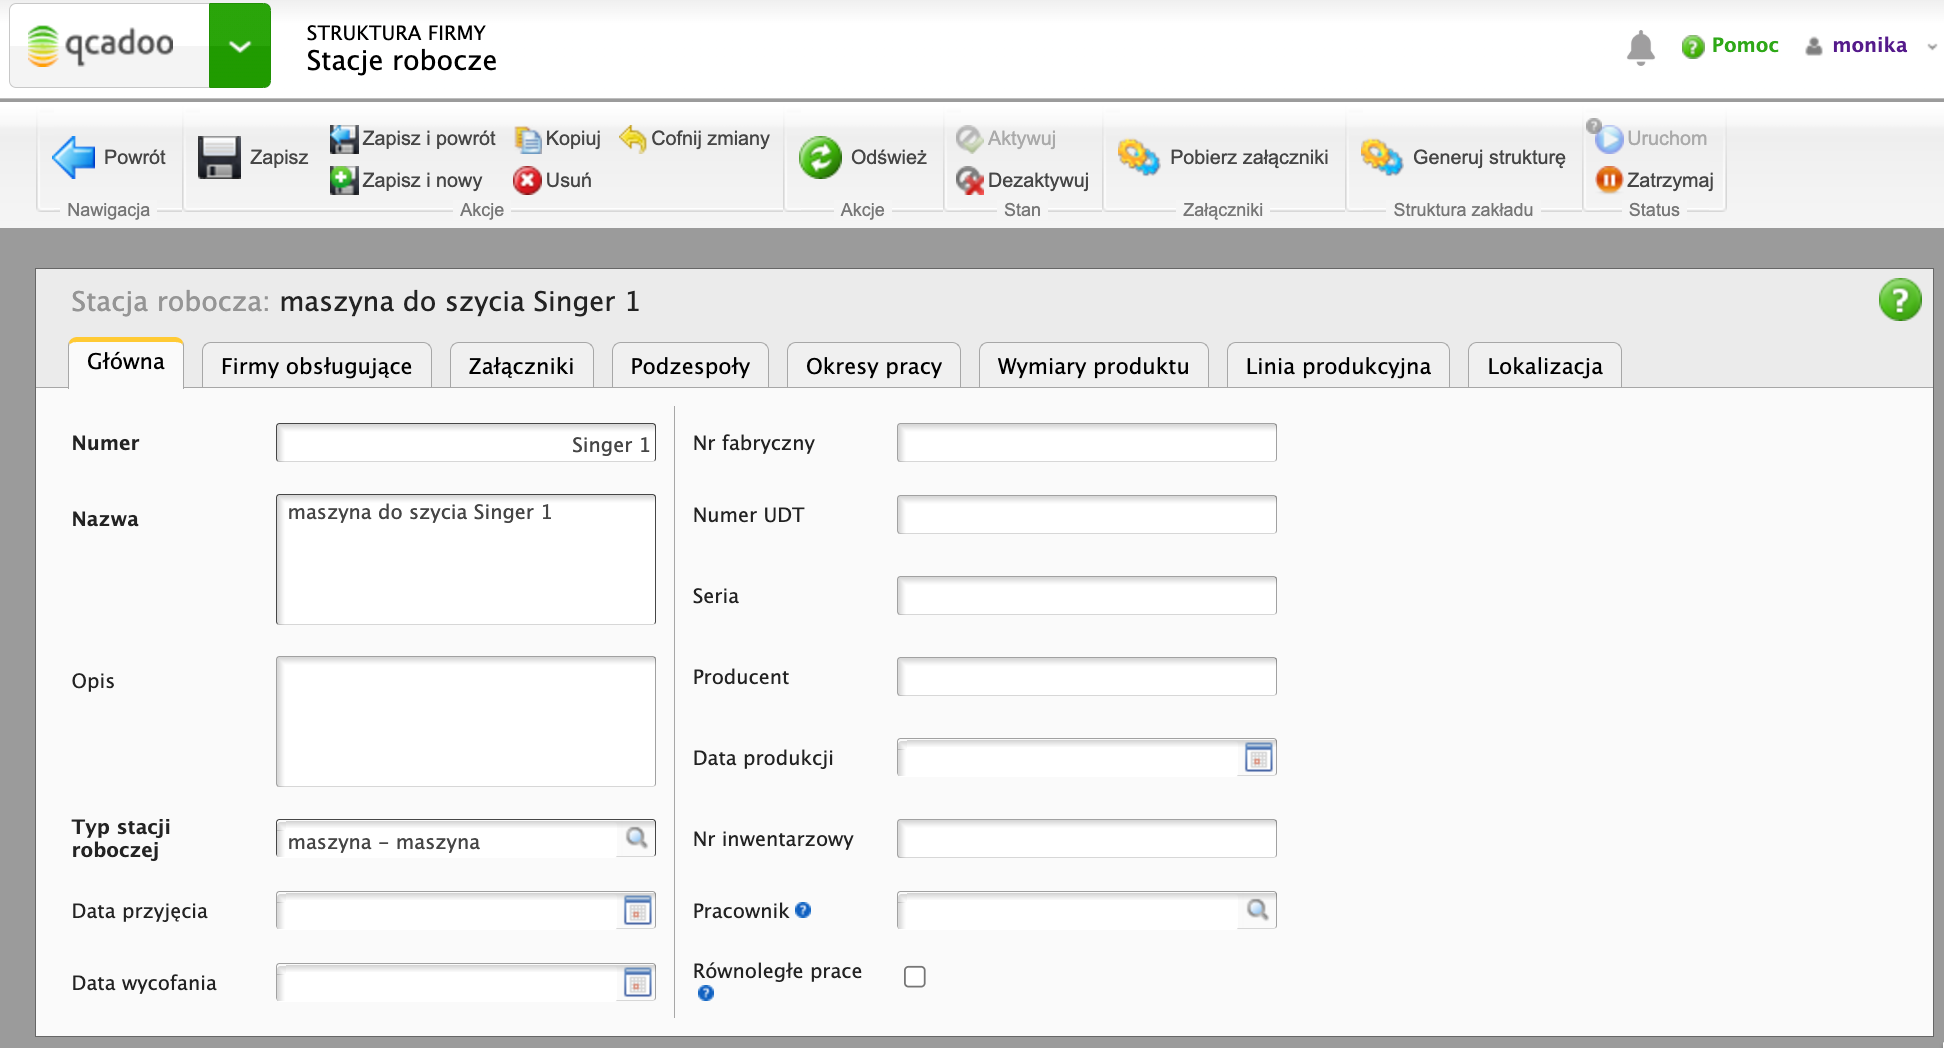 qcadoo
STRUKTURA FIRMY
Stacje robocze
Pomoc
monika
Powrót
Nawigacja
Zapisz
Zapisz i powrót
Kopiuj
Cofnij zmiany
Zapisz i nowy
Usuń
Akcje
Odśwież
Akcje
Aktywuj
Dezaktywuj
Stan
Pobierz załączniki
Załączniki
Generuj strukturę
Struktura zakładu
Uruchom
Zatrzymaj
Status
Stacja robocza: maszyna do szycia Singer 1
Główna
Firmy obsługujące
Załączniki
Podzespoły
Okresy pracy
Wymiary produktu
Linia produkcyjna
Lokalizacja
Numer
Singer 1
Nazwa
maszyna do szycia Singer 1
Opis
Typ stacji
roboczej
maszyna - maszyna
Data przyjęcia
Data wycofania
Nr fabryczny
Numer UDT
Seria
Producent
Data produkcji
Nr inwentarzowy
Pracownik
Równoległe prace